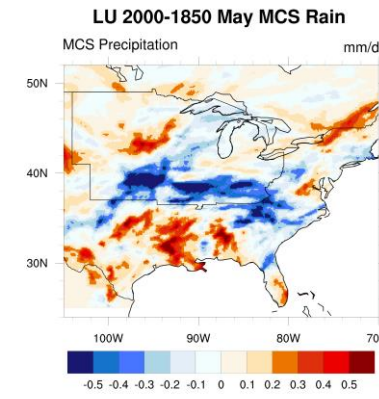 LU 2000-1850 May MCS Rain
MCS Precipitation mm/d
50N
40N
30N
100W 90W 80W 70
-0.5 -0.4 -0.3 -0.2 -0.1 0 0.1 0.2 0.3 0.4 0.5